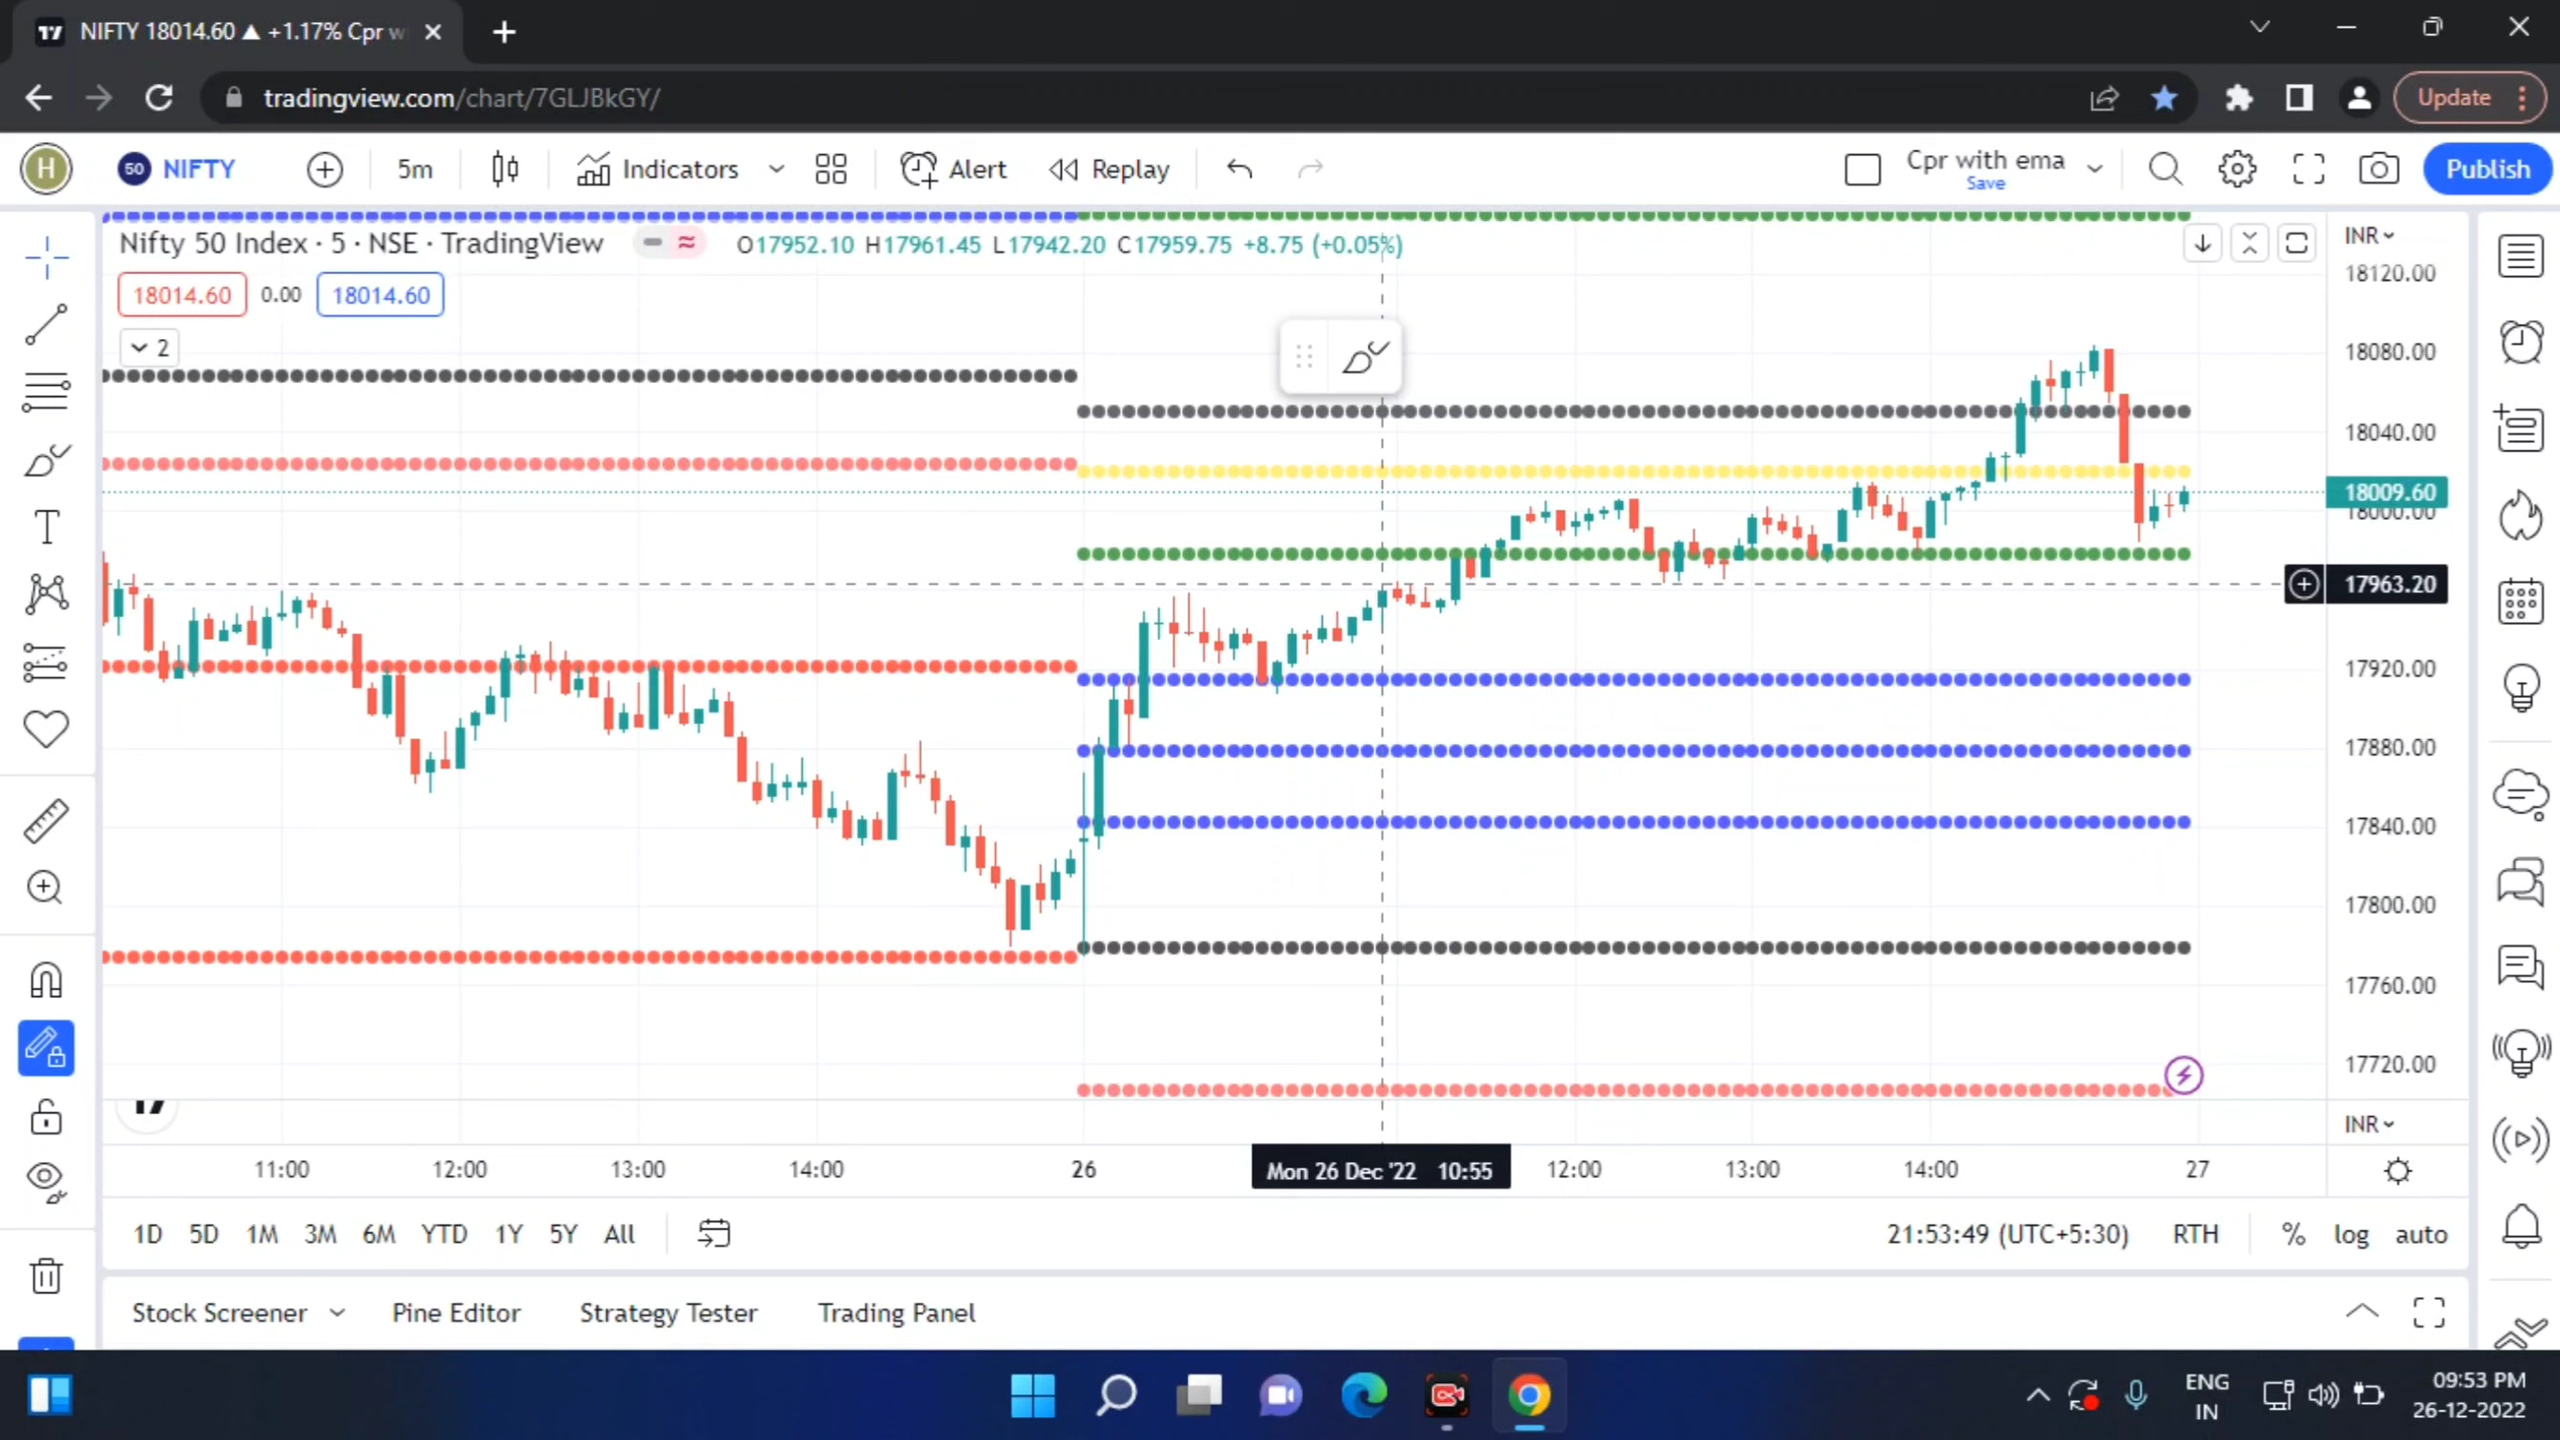 NIFTY 18014.60 ▲ +1.17% Cpr w
tradingview.com/chart/7GLJBkGY/
Update
H
50 NIFTY
5m
Indicators
Alert
Replay
Cpr with ema
Save
Publish
Nifty 50 Index · 5 · NSE · TradingView
O17952.10 H17961.45 L17942.20 C17959.75 +8.75 (+0.05%)
18014.60 0.00 18014.60
2
INR
18120.00
18080.00
18040.00
18009.60
18000.00
17963.20
17920.00
17880.00
17840.00
17800.00
17760.00
17720.00
INR
11:00 12:00 13:00 14:00 26 Mon 26 Dec '22 10:55 12:00 13:00 14:00 27
1D 5D 1M 3M 6M YTD 1Y 5Y All
21:53:49 (UTC+5:30) RTH % log auto
Stock Screener Pine Editor Strategy Tester Trading Panel
ENG
IN
09:53 PM
26-12-2022